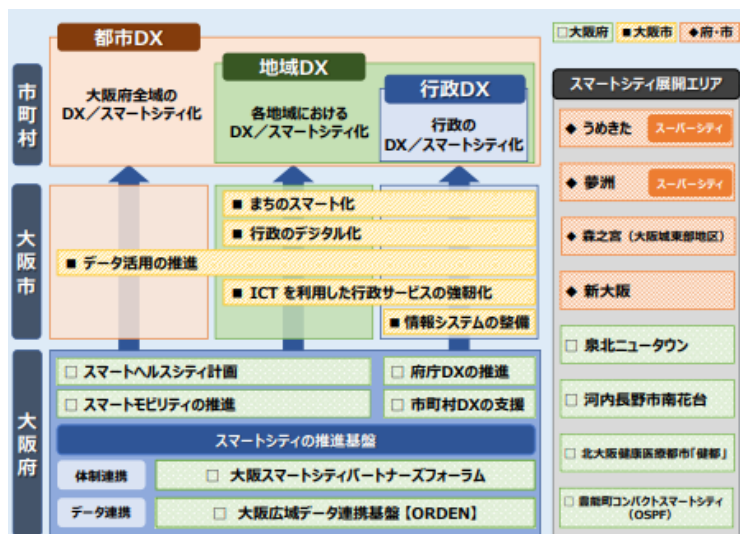 都市DX
大阪府全域の
DX／スマートシティ化
地域DX
各地域における
DX／スマートシティ化
行政DX
行政の
DX／スマートシティ化
市町村
大阪市
■ まちのスマート化
■ 行政のデジタル化
■ データ活用の推進
■ ICT を利用した行政サービスの強靭化
■ 情報システムの整備
大阪府
□ スマートヘルスシティ計画
□ 府庁DXの推進
□ スマートモビリティの推進
□ 市町村DXの支援
スマートシティの推進基盤
体制連携
□ 大阪スマートシティパートナーズフォーラム
データ連携
□ 大阪広域データ連携基盤【ORDEN】
□大阪府 ■大阪市 ◆府・市
スマートシティ展開エリア
◆ うめきた スーパーシティ
◆ 夢洲 スーパーシティ
◆ 森之宮（大阪城東部地区）
◆ 新大阪
□ 泉北ニュータウン
□ 河内長野市南花台
□ 北大阪健康医療都市「健都」
□ 豊能町コンパクトスマートシティ
（OSPF）